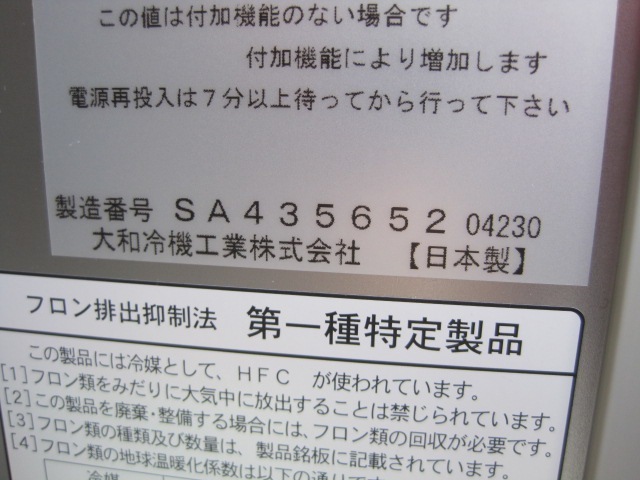 この値は付加機能のない場合です
付加機能により増加します
電源再投入は7分以上待ってから行って下さい
製造番号 SA435652 04230
大和冷機工業株式会社 【日本製】
フロン排出抑制法 第一種特定製品
この製品には冷媒として、HFC が使われています。
[1]フロン類をみだりに大気中に放出することは禁じられています。
[2]この製品を廃棄・整備する場合には、フロン類の回収が必要です。
[3]フロン類の種類及び数量は、製品銘板に記載されています。
[4]フロン類の地球温暖化係数は以下の通りです。
冷媒